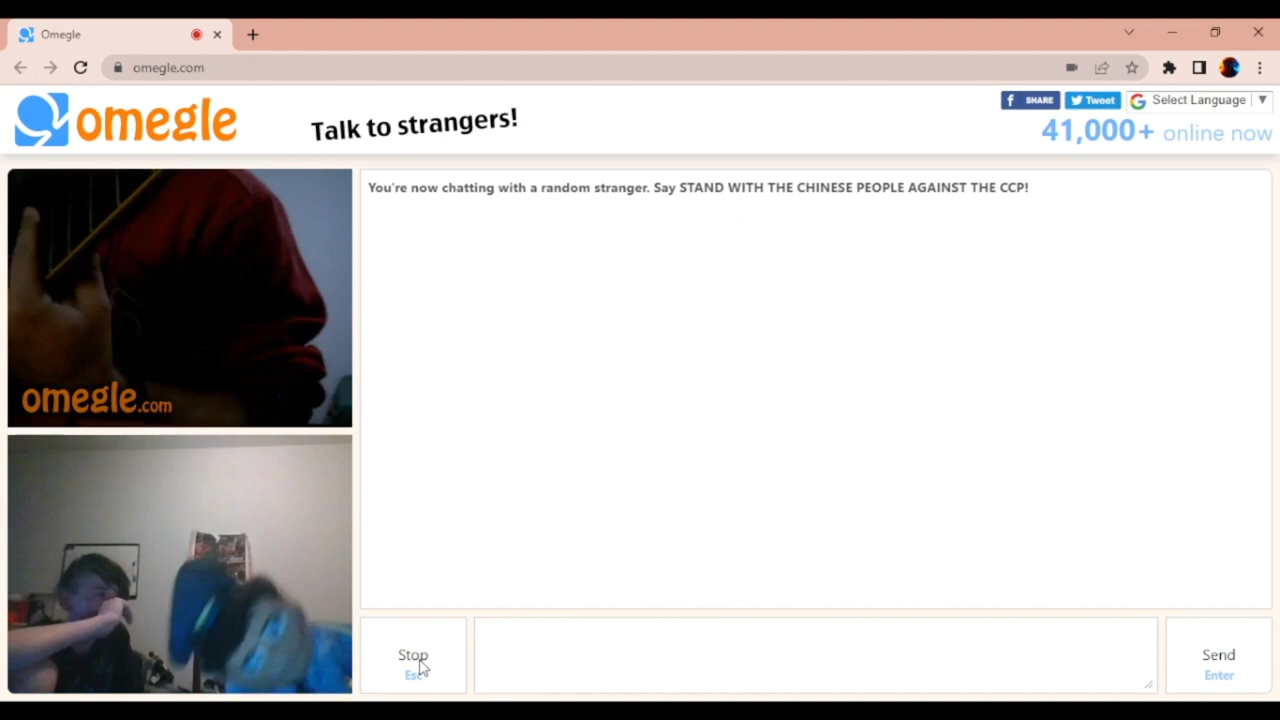 Omegle
omegle.com
omegle
Talk to strangers!
SHARE
Tweet
Select Language
41,000+ online now
You're now chatting with a random stranger. Say STAND WITH THE CHINESE PEOPLE AGAINST THE CCP!
omegle.com
Stop
Esc
Send
Enter